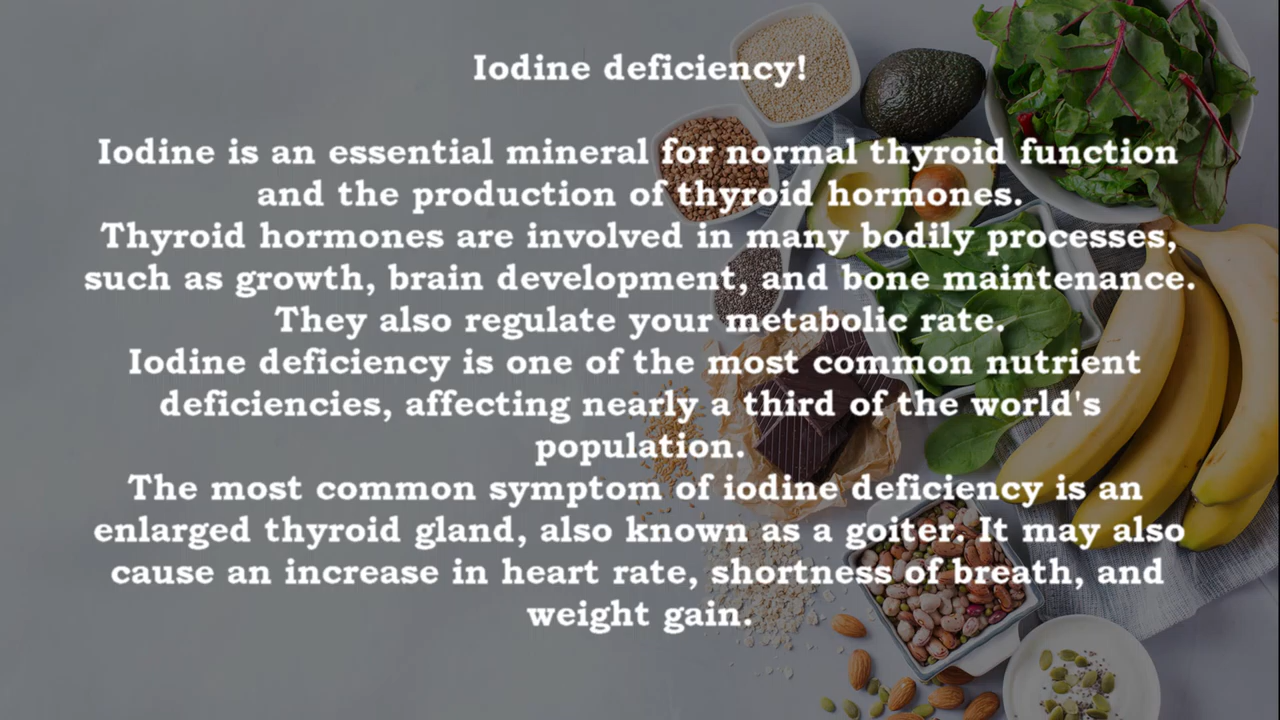 Iodine deficiency!
Iodine is an essential mineral for normal thyroid function
and the production of thyroid hormones.
Thyroid hormones are involved in many bodily processes,
such as growth, brain development, and bone maintenance.
They also regulate your metabolic rate.
Iodine deficiency is one of the most common nutrient
deficiencies, affecting nearly a third of the world's
population.
The most common symptom of iodine deficiency is an
enlarged thyroid gland, also known as a goiter. It may also
cause an increase in heart rate, shortness of breath, and
weight gain.